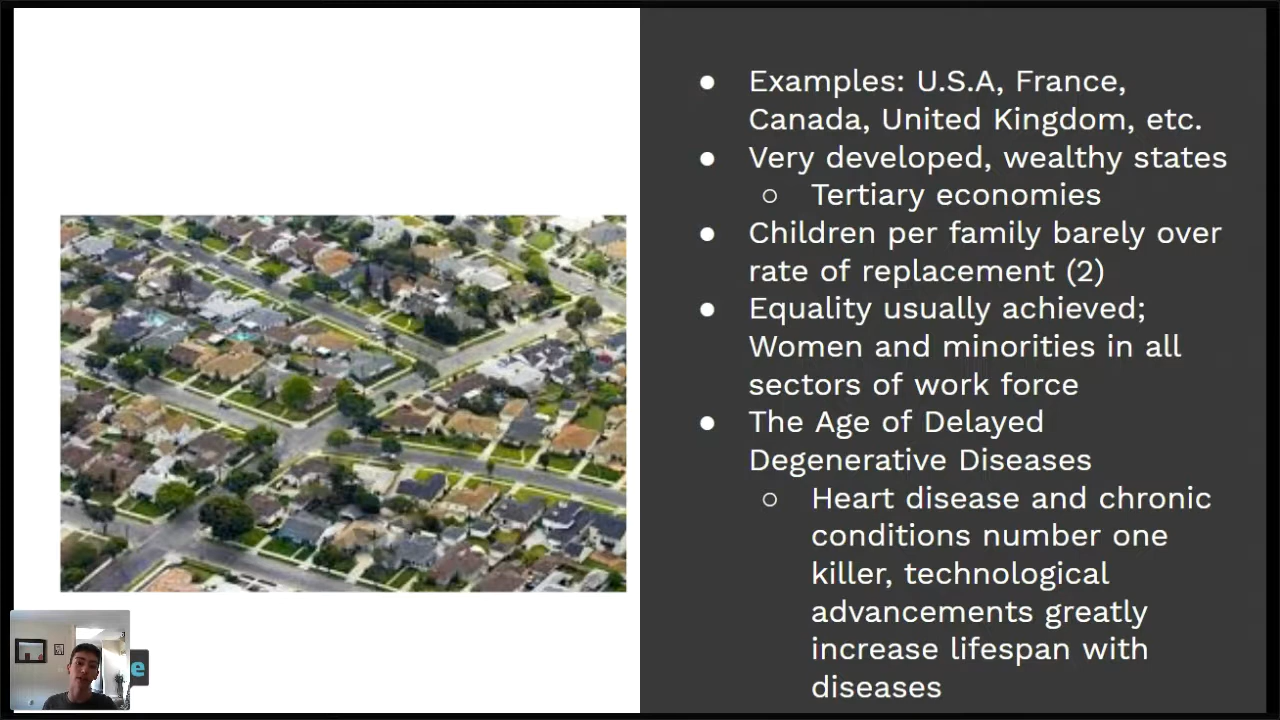 Examples: U.S.A, France,
Canada, United Kingdom, etc.
Very developed, wealthy states
Tertiary economies
Children per family barely over
rate of replacement (2)
Equality usually achieved;
Women and minorities in all
sectors of work force
The Age of Delayed
Degenerative Diseases
Heart disease and chronic
conditions number one
killer, technological
advancements greatly
increase lifespan with
diseases
e